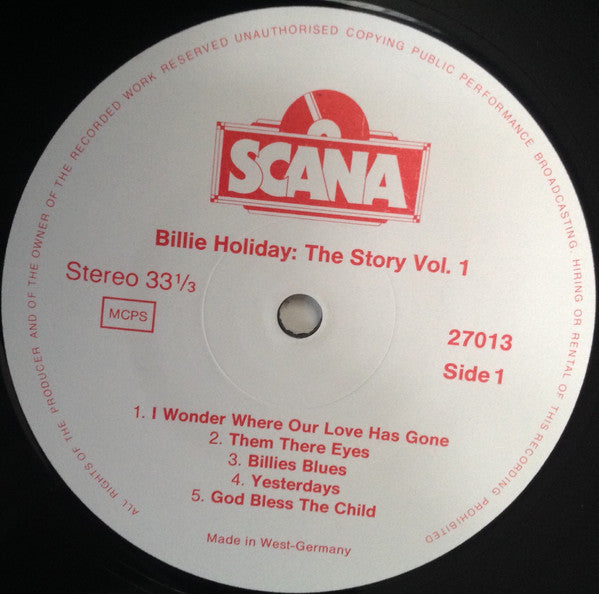 ALL RIGHTS OF THE PRODUCER AND OF THE OWNER OF THE RECORDED WORK RESERVED UNAUTHORISED COPYING PUBLIC PERFORMANCE BROADCASTING. HIRING OR RENTAL OF THIS RECORDING PROHIBITED
SCANA
Billie Holiday: The Story Vol. 1
Stereo 33⅓
MCPS
27013
Side 1
1. I Wonder Where Our Love Has Gone
2. Them There Eyes
3. Billies Blues
4. Yesterdays
5. God Bless The Child
Made in West-Germany